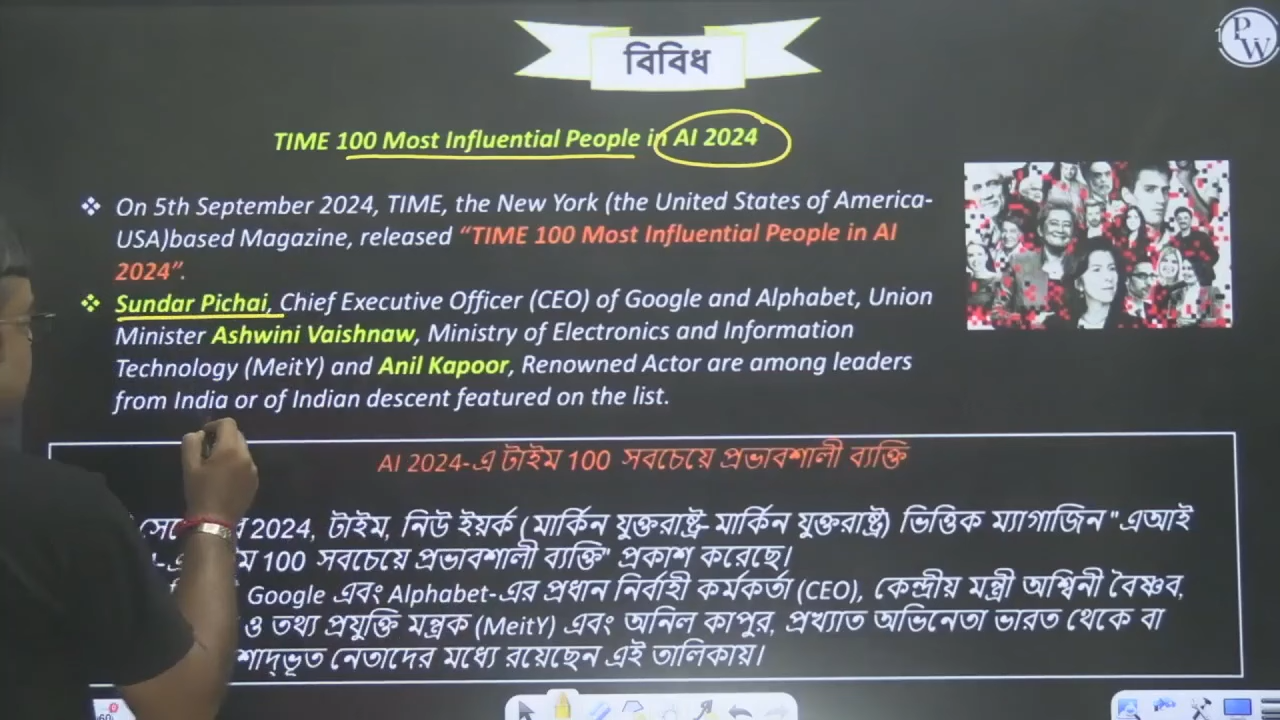 বিবিধ
PW
TIME 100 Most Influential People in AI 2024
On 5th September 2024, TIME, the New York (the United States of America-
USA)based Magazine, released “TIME 100 Most Influential People in AI
2024”.
Sundar Pichai, Chief Executive Officer (CEO) of Google and Alphabet, Union
Minister Ashwini Vaishnaw, Ministry of Electronics and Information
Technology (MeitY) and Anil Kapoor, Renowned Actor are among leaders
from India or of Indian descent featured on the list.
AI 2024-এ টাইম 100 সবচেয়ে প্রভাবশালী ব্যক্তি
2024, টাইম, নিউ ইয়র্ক (মার্কিন যুক্তরাষ্ট্র-মার্কিন যুক্তরাষ্ট্র) ভিত্তিক ম্যাগাজিন "এআই
100 সবচেয়ে প্রভাবশালী ব্যক্তি" প্রকাশ করেছে।
Google এবং Alphabet-এর প্রধান নির্বাহী কর্মকর্তা (CEO), কেন্দ্রীয় মন্ত্রী অশ্বিনী বৈষ্ণব,
ও তথ্য প্রযুক্তি মন্ত্রক (MeitY) এবং অনিল কাপুর, প্রখ্যাত অভিনেতা ভারত থেকে বা
নেতাদের মধ্যে রয়েছেন এই তালিকায়।